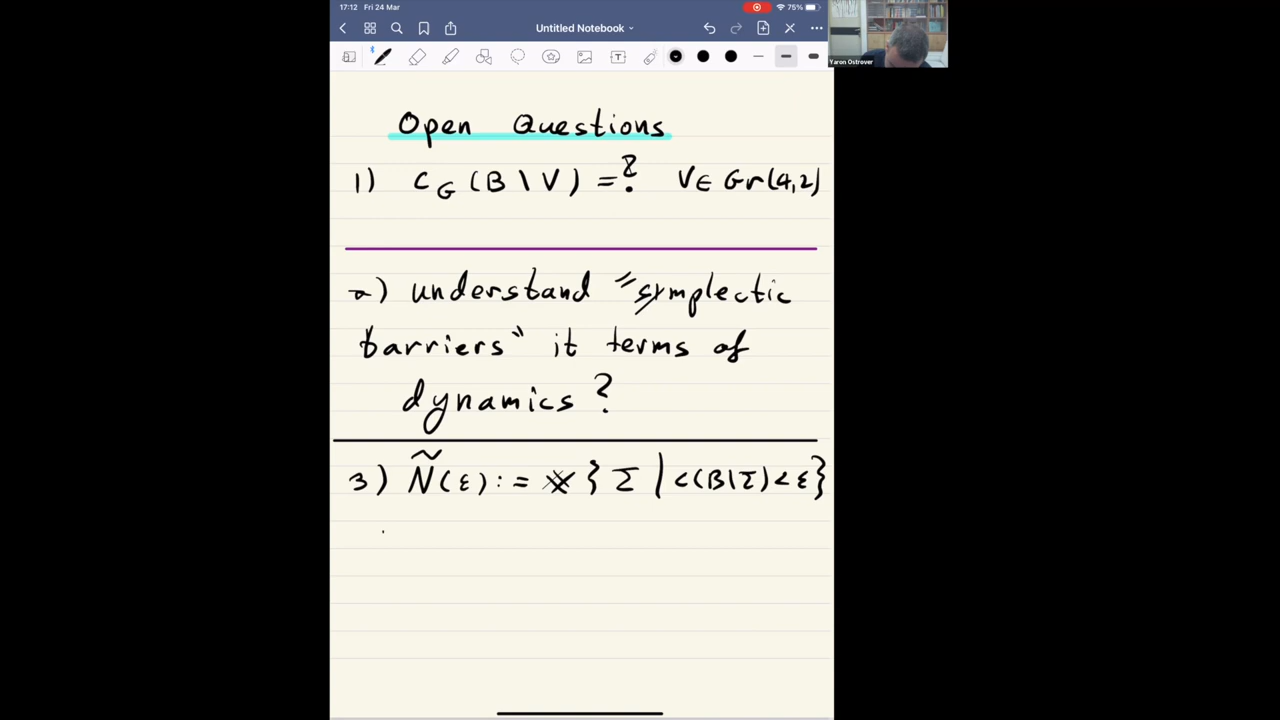 17:12 Fri 24 Mar
75%
Untitled Notebook
Yaron Ostrover
Open Questions
1) C_G (B \ V) = ? V ∈ Gr(4,2)
2) understand "symplectic
barriers" it terms of
dynamics ?
3) Ñ(ε) := # { Σ | c(B\Σ) < ε }